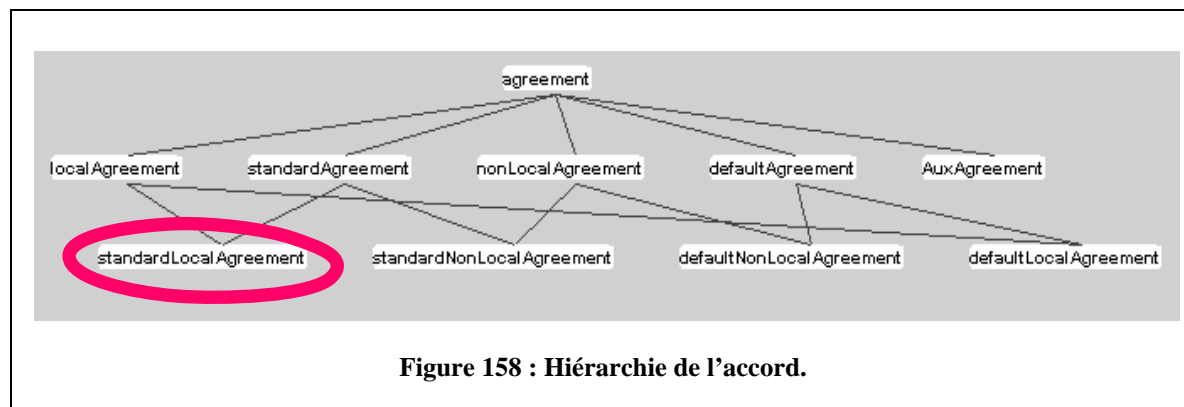 agreement
localAgreement standardAgreement nonLocalAgreement defaultAgreement AuxAgreement
standardLocalAgreement standardNonLocalAgreement defaultNonLocalAgreement defaultLocalAgreement
Figure 158 : Hiérarchie de l’accord.